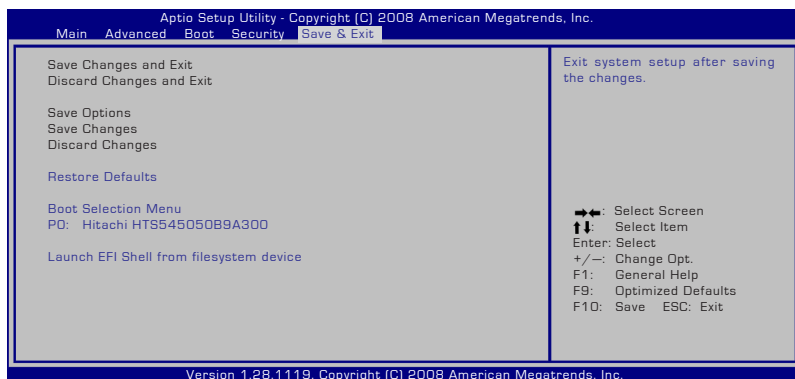 Aptio Setup Utility - Copyright (C) 2008 American Megatrends, Inc.
Main Advanced Boot Security Save & Exit
Save Changes and Exit
Discard Changes and Exit
Save Options
Save Changes
Discard Changes
Restore Defaults
Boot Selection Menu
P0: Hitachi HTS545050B9A300
Launch EFI Shell from filesystem device
Exit system setup after saving
the changes.
→←: Select Screen
↑↓: Select Item
Enter: Select
+/—: Change Opt.
F1: General Help
F9: Optimized Defaults
F10: Save ESC: Exit
Version 1.28.1119. Copyright (C) 2008 American Megatrends, Inc.